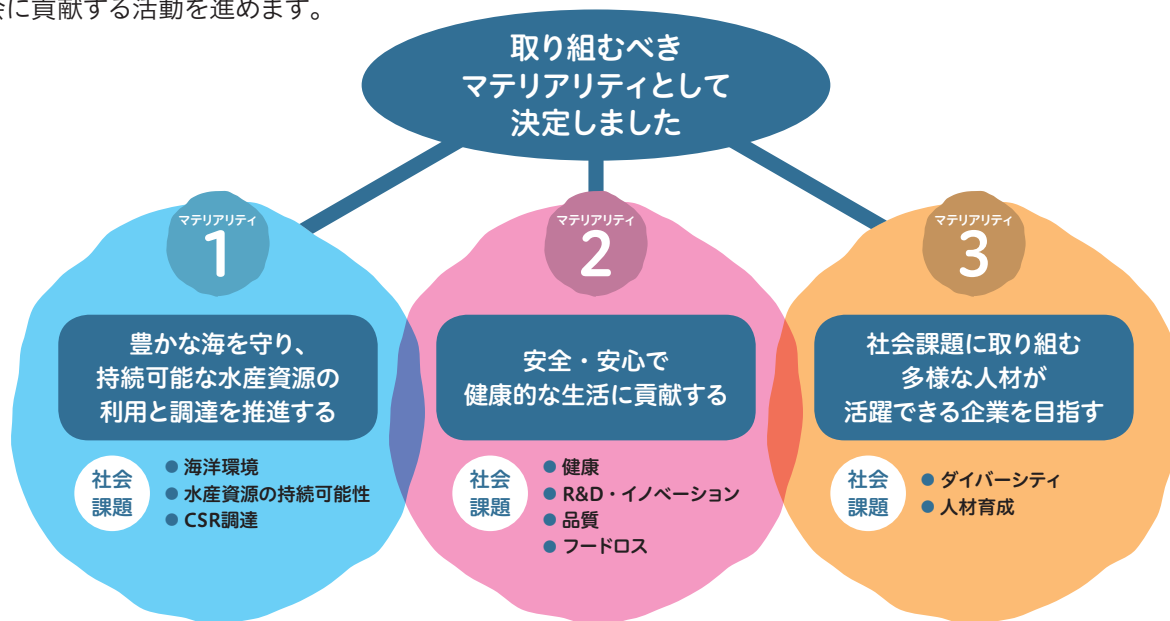 会に貢献する活動を進めます。
取り組むべき
マテリアリティとして
決定しました
マテリアリティ
1
豊かな海を守り、
持続可能な水産資源の
利用と調達を推進する
社会
課題
● 海洋環境
● 水産資源の持続可能性
● CSR調達
マテリアリティ
2
安全・安心で
健康的な生活に貢献する
社会
課題
● 健康
● R&D・イノベーション
● 品質
● フードロス
マテリアリティ
3
社会課題に取り組む
多様な人材が
活躍できる企業を目指す
社会
課題
● ダイバーシティ
● 人材育成